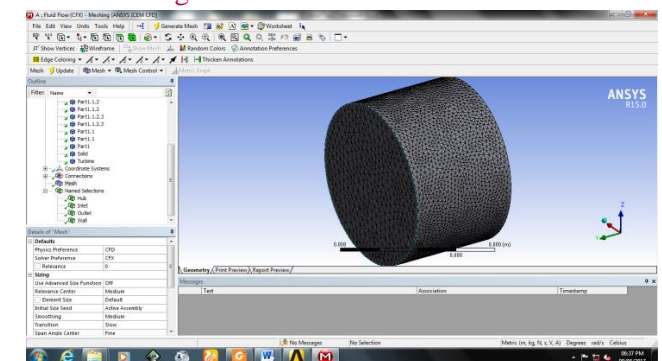 A : Fluid Flow (CFX) - Meshing [ANSYS ICEM CFD]
File Edit View Units Tools Help Generate Mesh Worksheet
Show Vertices Wireframe Show Mesh Random Colors Annotation Preferences
Edge Coloring Thicken Annotations
Mesh Update Mesh Mesh Control Metric Graph
Outline
Filter: Name
Part1.1.2
Part1.1.2
Part1.1.2.3
Part1.1.2.3
Part1.1
Part1.1
Part1
Solid
Turbine
Coordinate Systems
Connections
Mesh
Named Selections
Hub
Inlet
Outlet
Wall
Details of "Mesh"
Defaults
Physics Preference CFD
Solver Preference CFX
Relevance 0
Sizing
Use Advanced Size Function Off
Relevance Center Medium
Element Size Default
Initial Size Seed Active Assembly
Smoothing Medium
Transition Slow
Span Angle Center Fine
ANSYS
R15.0
Z
Y
0.000 0.800 (m)
0.400
Geometry Print Preview Report Preview
Messages
Text Association Timestamp
No Messages No Selection Metric (m, kg, N, s, V, A) Degrees rad/s Celsius
06:37 PM